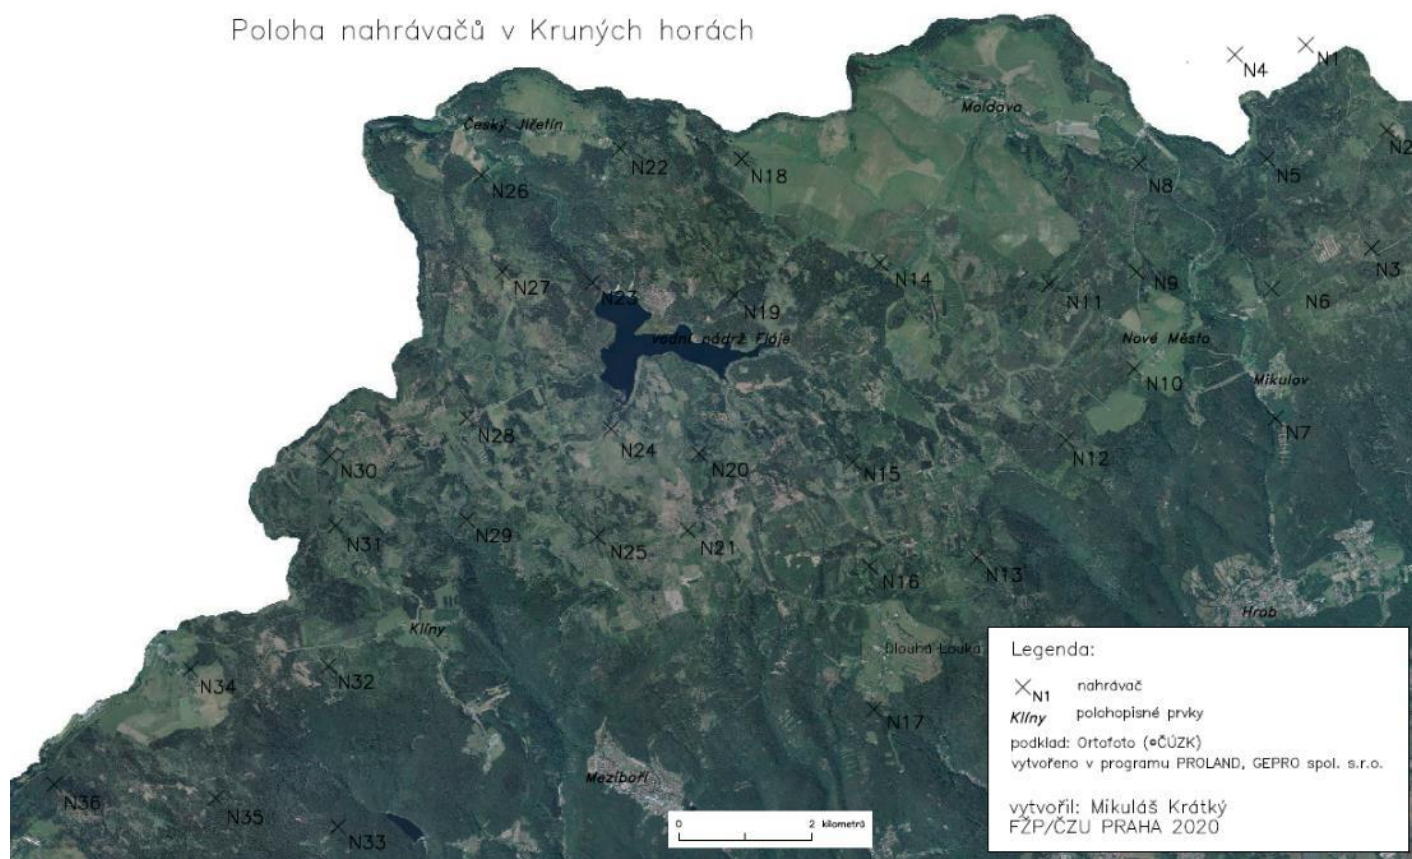 Poloha nahrávačů v Kruných horách
N4
N1
Moldava
Český Jiřetín
N2
N22
N18
N8
N5
N26
N3
N14
N27
N23
N19
N11
N9
N6
vodní nádrž Fláje
Nové Město
N10
Mikulov
N28
N24
N7
N12
N30
N20
N15
N29
N31
N25
N21
N16
N13
Hrob
Klíny
Dlouhá Louka
N34
N32
N17
Meziboří
N36
N35
N33
0 2 kilometrů
Legenda:
N1 nahrávač
Klíny polohopisné prvky
podklad: Ortofoto (©ČÚZK)
vytvořeno v programu PROLAND, GEPRO spol. s.r.o.
vytvořil: Mikuláš Krátký
FŽP/ČZU PRAHA 2020